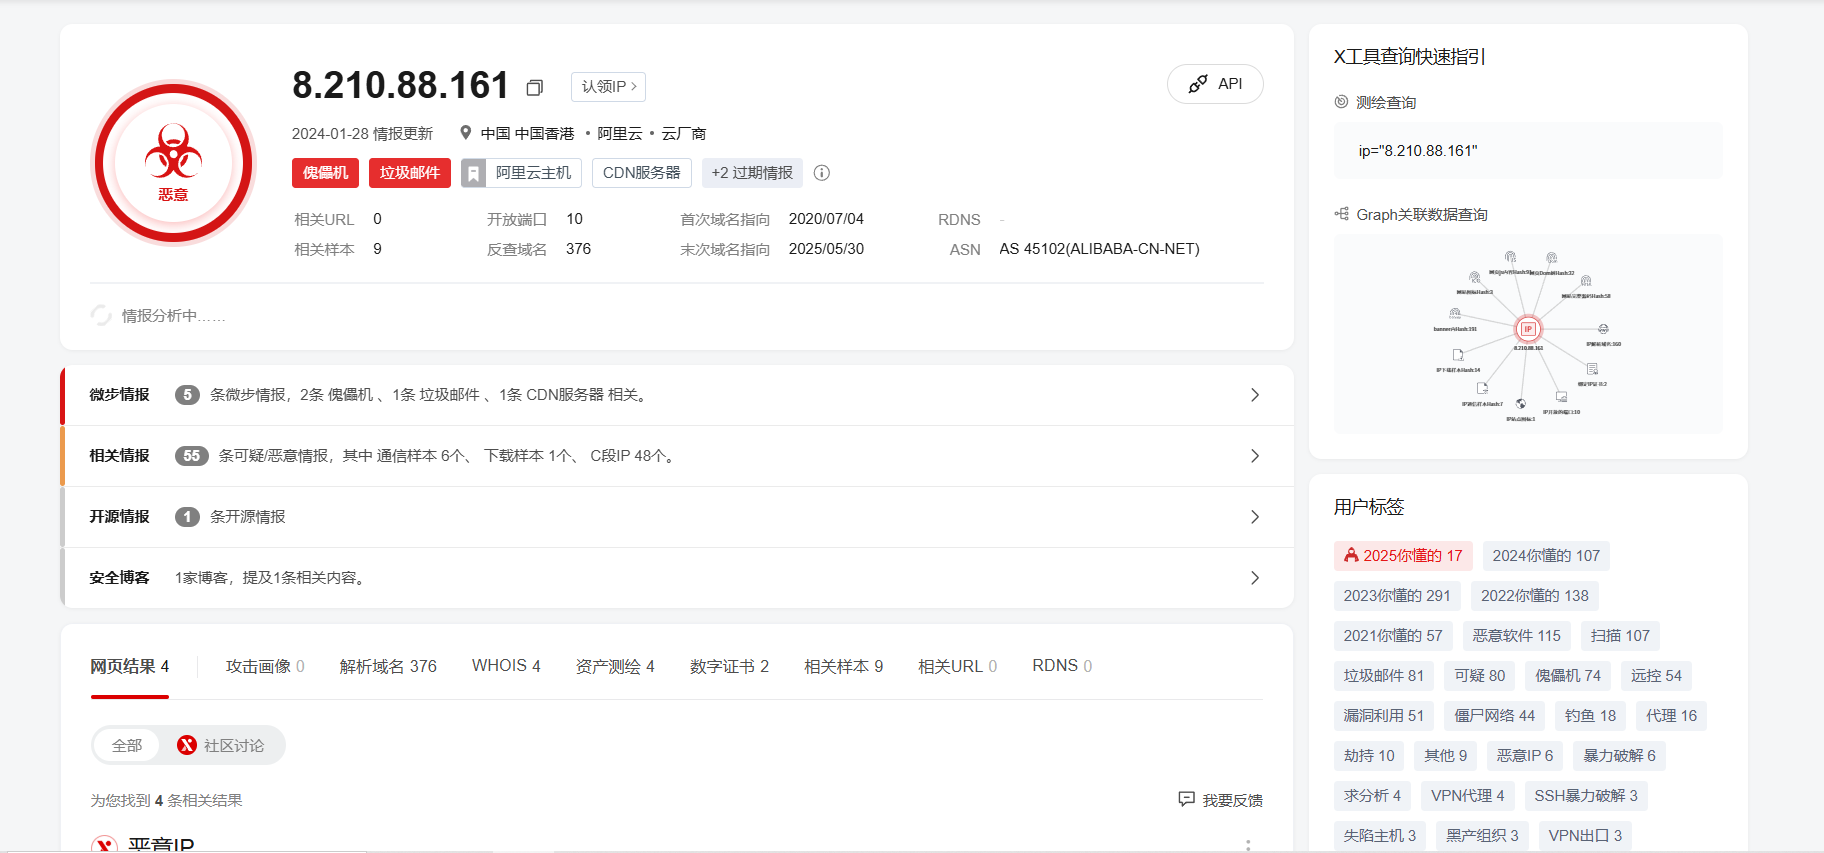 恶意
8.210.88.161
认领IP
API
2024-01-28 情报更新
中国 中国香港 • 阿里云 • 云厂商
傀儡机
垃圾邮件
阿里云主机
CDN服务器
+2 过期情报
相关URL 0
开放端口 10
首次域名指向 2020/07/04
RDNS -
相关样本 9
反查域名 376
末次域名指向 2025/05/30
ASN AS 45102(ALIBABA-CN-NET)
情报分析中......
微步情报 5 条微步情报，2条 傀儡机 、1条 垃圾邮件 、1条 CDN服务器 相关。
相关情报 55 条可疑/恶意情报，其中 通信样本 6个、 下载样本 1个、 C段IP 48个。
开源情报 1 条开源情报
安全博客 1家博客，提及1条相关内容。
网页结果 4
攻击画像 0
解析域名 376
WHOIS 4
资产测绘 4
数字证书 2
相关样本 9
相关URL 0
RDNS 0
全部
社区讨论
为您找到 4 条相关结果
我要反馈
恶意IP
X工具查询快速指引
测绘查询
ip="8.210.88.161"
Graph关联数据查询
IP
8.210.88.161
用户标签
2025你懂的 17
2024你懂的 107
2023你懂的 291
2022你懂的 138
2021你懂的 57
恶意软件 115
扫描 107
垃圾邮件 81
可疑 80
傀儡机 74
远控 54
漏洞利用 51
僵尸网络 44
钓鱼 18
代理 16
劫持 10
其他 9
恶意IP 6
暴力破解 6
求分析 4
VPN代理 4
SSH暴力破解 3
失陷主机 3
黑产组织 3
VPN出口 3